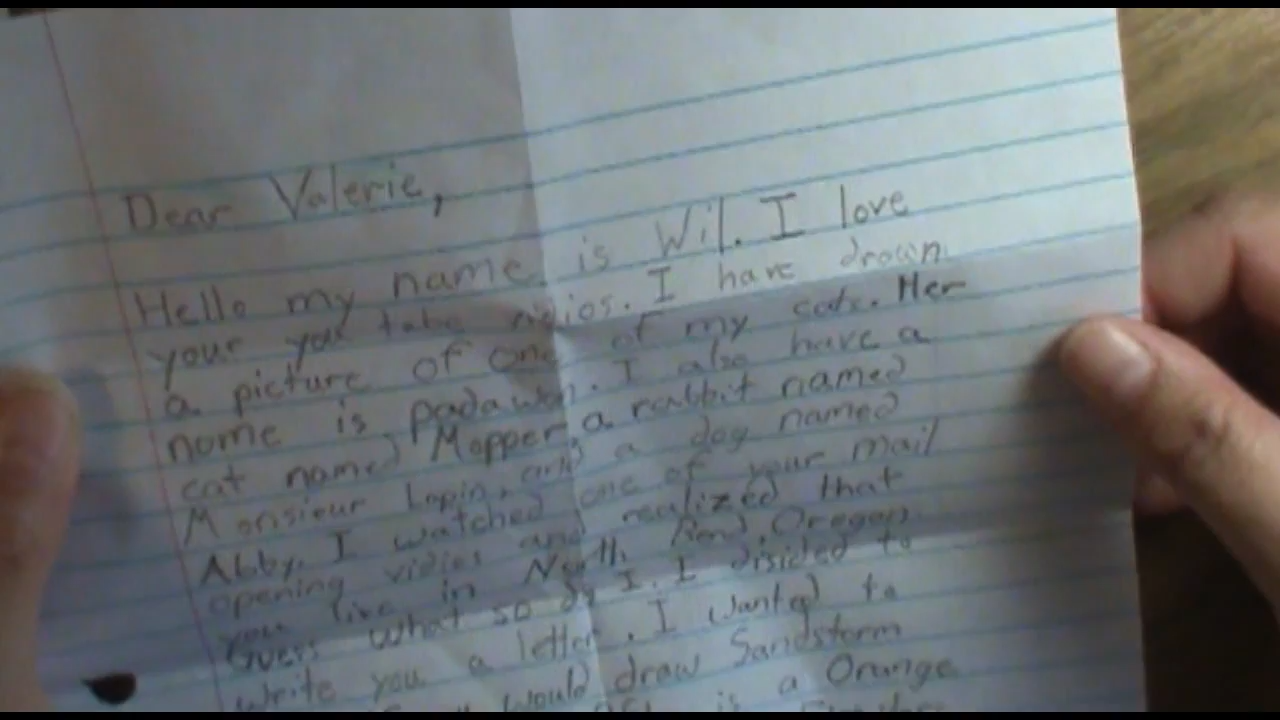 Dear Valerie,
Hello my name is Wil. I love
your you tube vidios. I have drown
a picture of one of my cats. Her
name is padawan. I also have a
cat named Mopper, a rabbit named
Monsieur Lapin, and a dog named
Abby. I watched one of your mail
opening vidios and realized that
you live in North Bend, Oregon.
Guess what so do I. I disided to
write you a letter. I wanted to
would draw Sandstorm
is a Orange